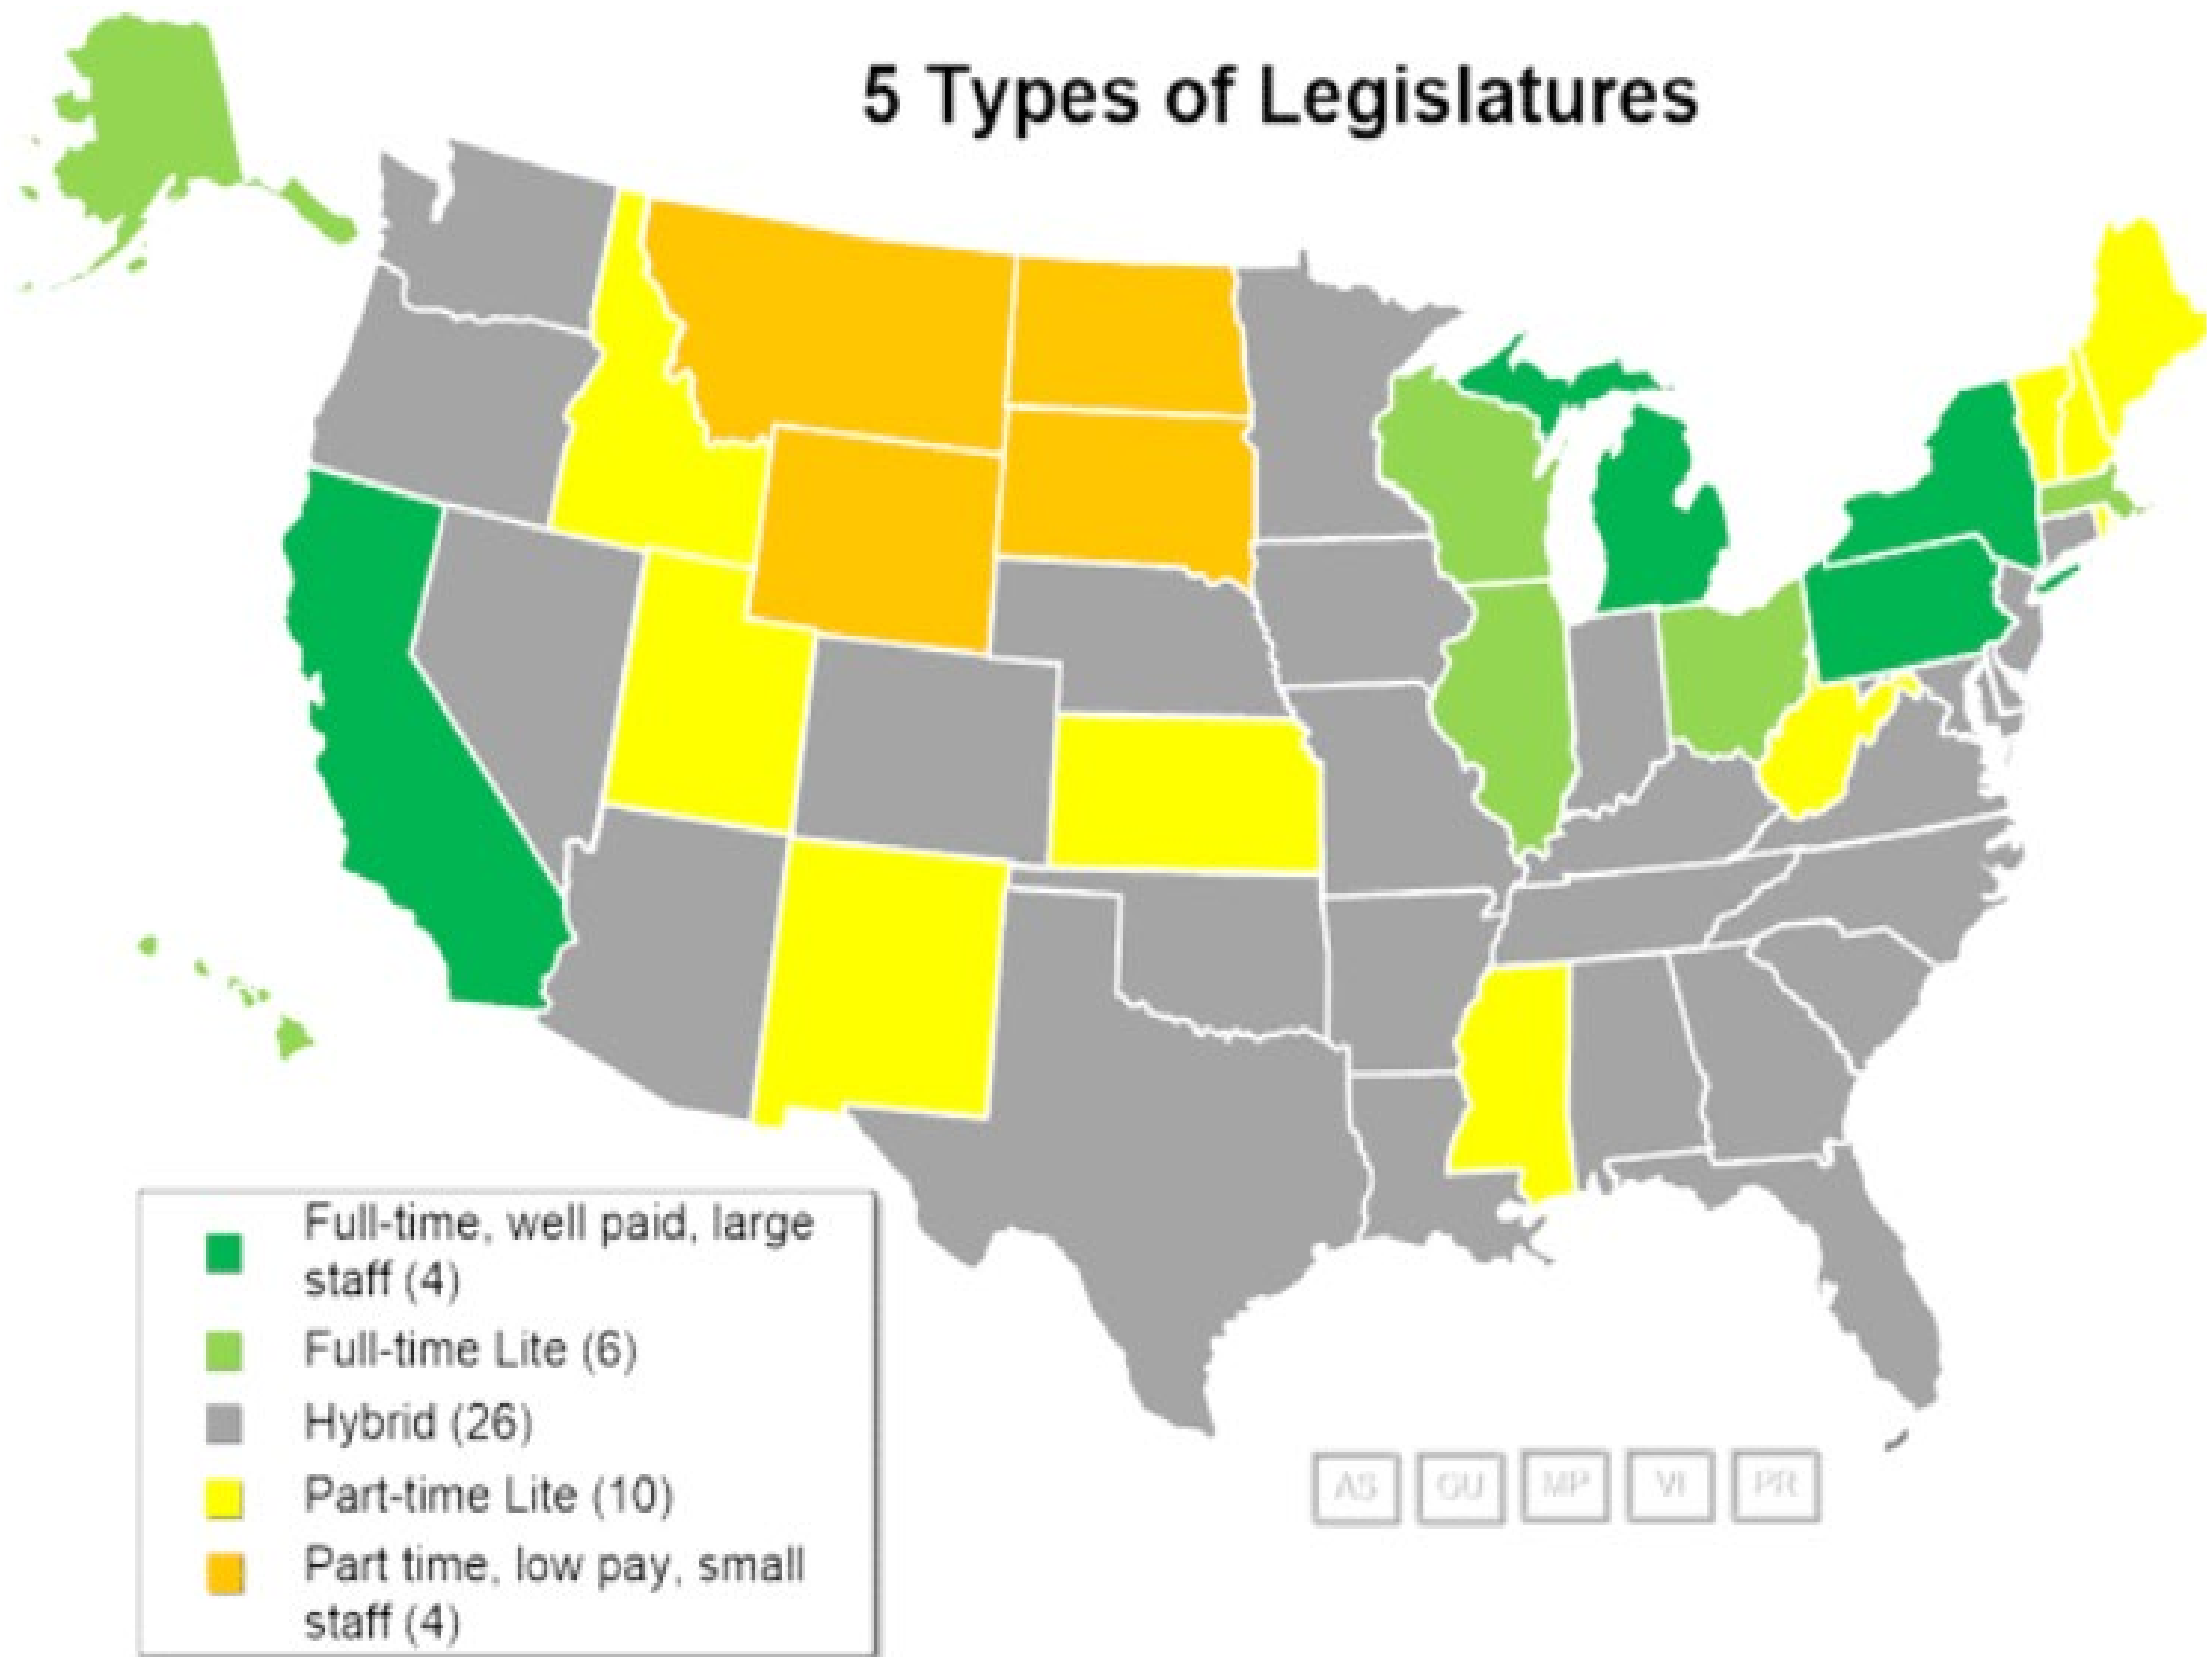 5 Types of Legislatures
Full-time, well paid, large
staff (4)
Full-time Lite (6)
Hybrid (26)
Part-time Lite (10)
Part time, low pay, small
staff (4)
AS GU MP VI PR